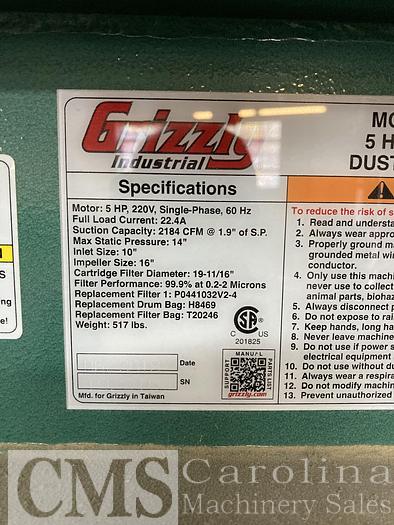 Grizzly
Industrial
Specifications
Motor: 5 HP, 220V, Single-Phase, 60 Hz
Full Load Current: 22.4A
Suction Capacity: 2184 CFM @ 1.9" of S.P.
Max Static Pressure: 14"
Inlet Size: 10"
Impeller Size: 16"
Cartridge Filter Diameter: 19-11/16"
Filter Performance: 99.9% at 0.2-2 Microns
Replacement Filter 1: P0441032V2-4
Replacement Drum Bag: H8469
Replacement Filter Bag: T20246
Weight: 517 lbs.
C US
201825
Date
SN
Mfd. for Grizzly in Taiwan
MANU/L
SUPPORT
PARTS LIST
grizzly.com
MO
5 H
DUST
To reduce the risk of s
1. Read and understa
2. Always wear appro
3. Properly ground ma
grounded metal wi
conductor.
4. Only use this machi
never use to collect
animal parts, biohaz
5. Always disconnect p
6. Do not expose to rai
7. Keep hands, long ha
8. Never leave machine
9. Do not use if power s
electrical equipment
10. Do not use without du
11. Always wear a respira
12. Do not modify machin
13. Prevent unauthorized
S
ing
e!
CMS Carolina
Machinery Sales